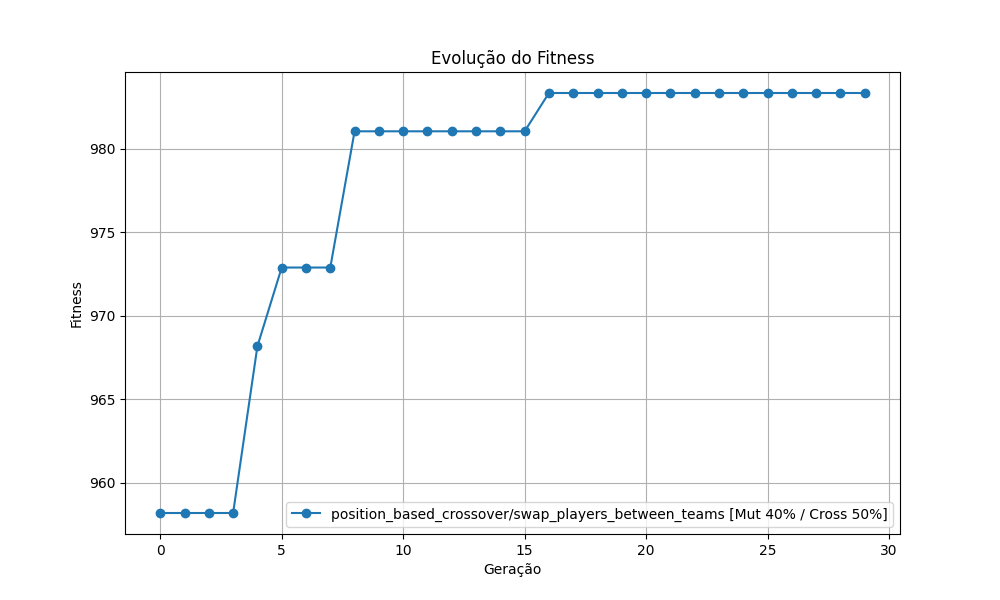 Evolução do Fitness
Fitness
980
975
970
965
960
position_based_crossover/swap_players_between_teams [Mut 40% / Cross 50%]
0 5 10 15 20 25 30
Geração